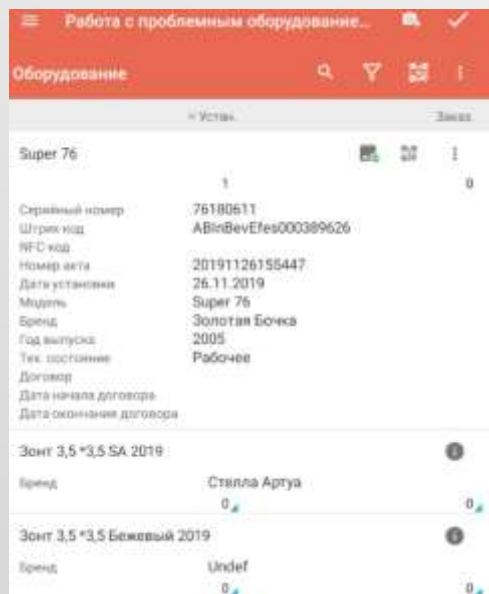 Работа с проблемным оборудование...
Оборудование
< Устан. Заказ.
Super 76
1 0
Серийный номер 76180611
Штрих-код ABInBevEfes000389626
NFC-код
Номер акта 20191126155447
Дата установки 26.11.2019
Модель Super 76
Бренд Золотая Бочка
Год выпуска 2005
Тек. состояние Рабочее
Договор
Дата начала договора
Дата окончания договора
Зонт 3,5 *3,5 SA 2019
Бренд Стелла Артуа
0 0
Зонт 3,5 *3,5 Бежевый 2019
Бренд Undef
0 0